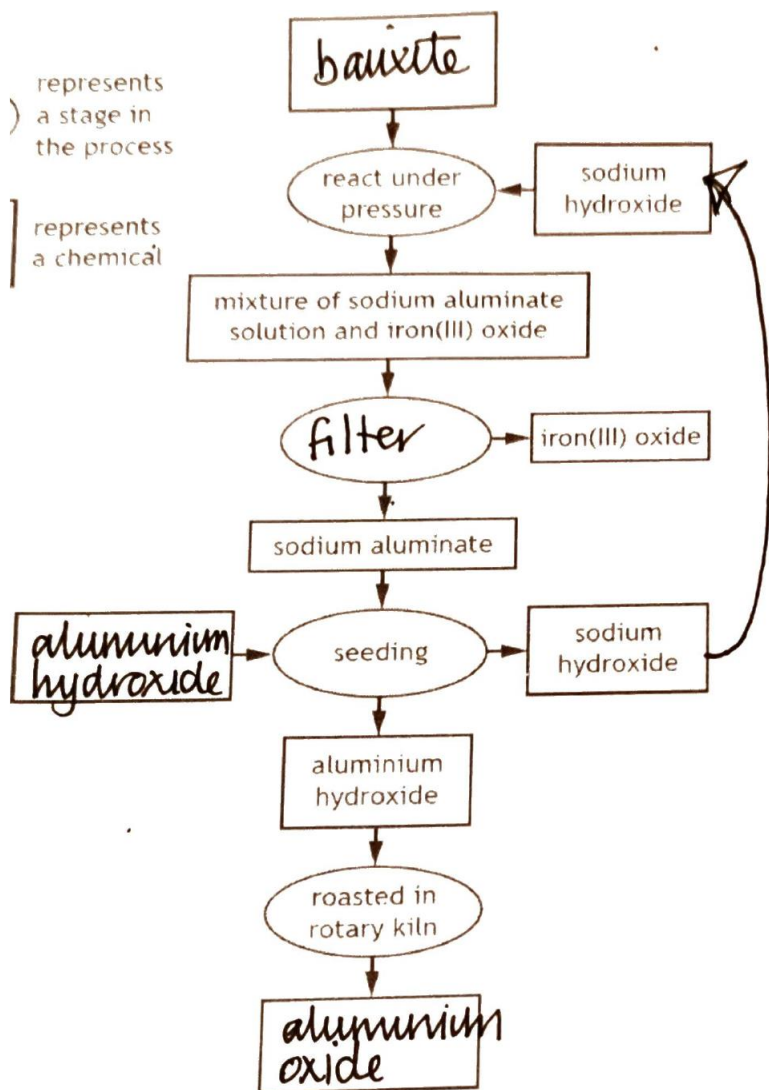 bauxite
represents
a stage in
the process
react under
pressure
sodium
hydroxide
represents
a chemical
mixture of sodium aluminate
solution and iron(III) oxide
filter
iron(III) oxide
sodium aluminate
aluminium
hydroxide
seeding
sodium
hydroxide
aluminium
hydroxide
roasted in
rotary kiln
aluminium
oxide